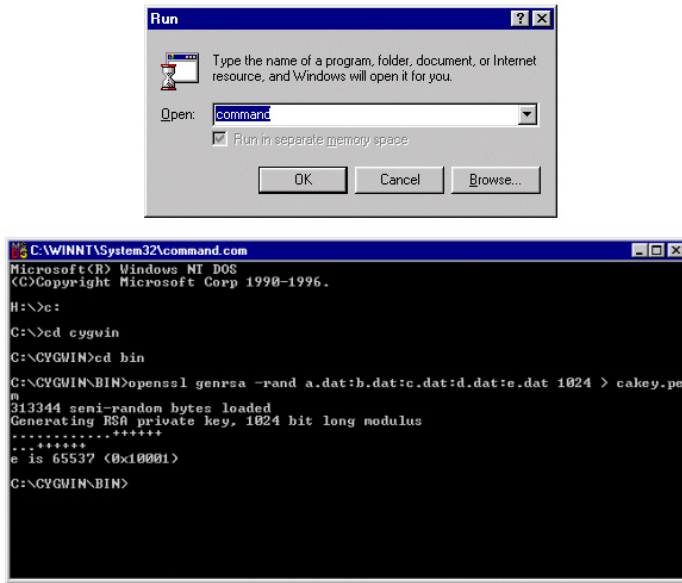 Run
Type the name of a program, folder, document, or Internet
resource, and Windows will open it for you.
Open:
command
Run in separate memory space
OK Cancel Browse...
C:\WINNT\System32\command.com
Microsoft(R) Windows NT DOS
(C)Copyright Microsoft Corp 1990-1996.
H:\>c:
C:\>cd cygwin
C:\CYGWIN>cd bin
C:\CYGWIN\BIN>openssl genrsa -rand a.dat:b.dat:c.dat:d.dat:e.dat 1024 > cakey.pe
m
313344 semi-random bytes loaded
Generating RSA private key, 1024 bit long modulus
............++++++
...++++++
e is 65537 (0x10001)
C:\CYGWIN\BIN>